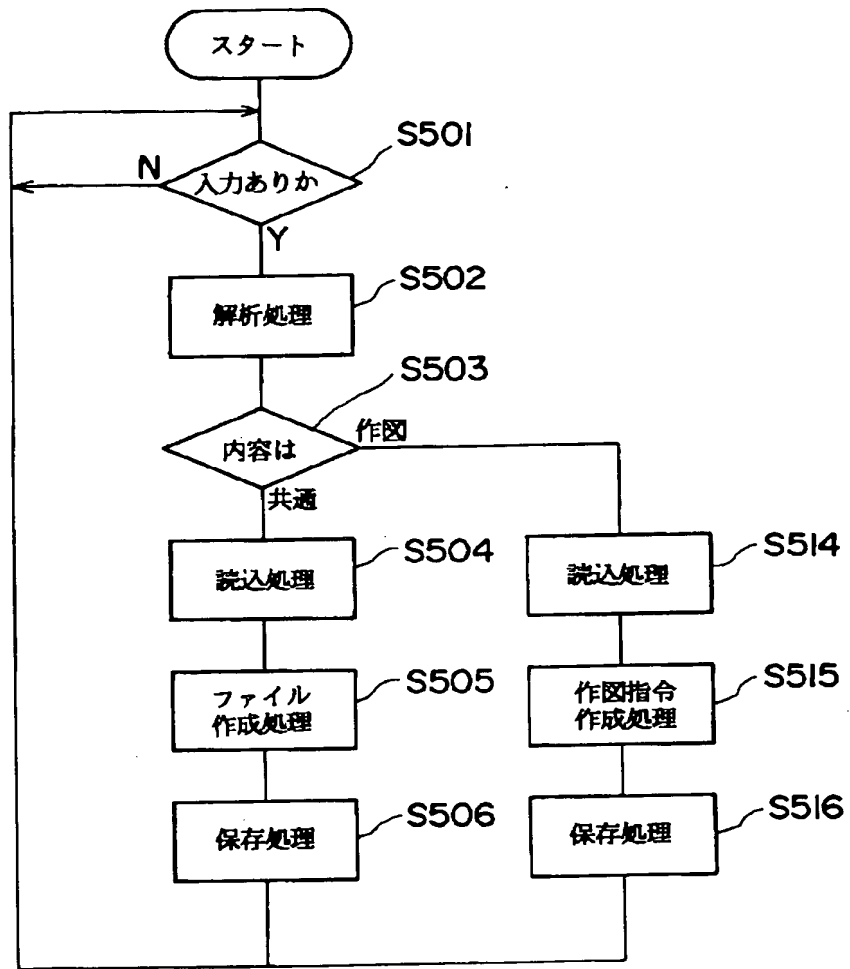 スタート
S501
N
入力ありか
Y
S502
解析処理
S503
内容は
作図
共通
S504
読込処理
S514
読込処理
S505
ファイル
作成処理
S515
作図指令
作成処理
S506
保存処理
S516
保存処理